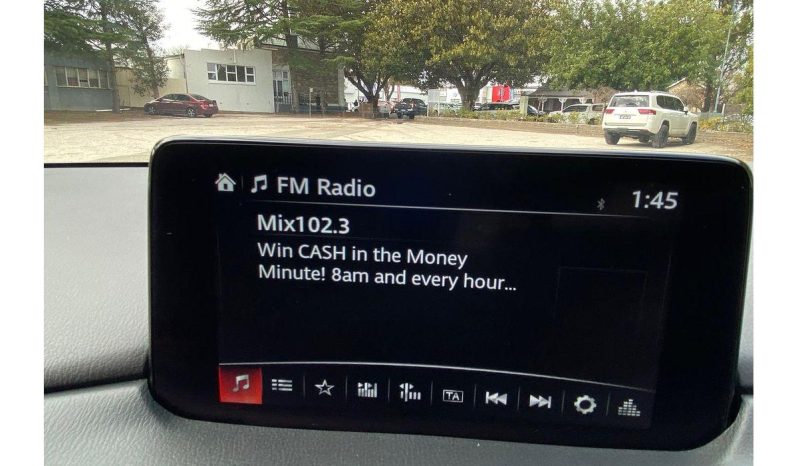 FM Radio
1:45
Mix102.3
Win CASH in the Money
Minute! 8am and every hour...
TA